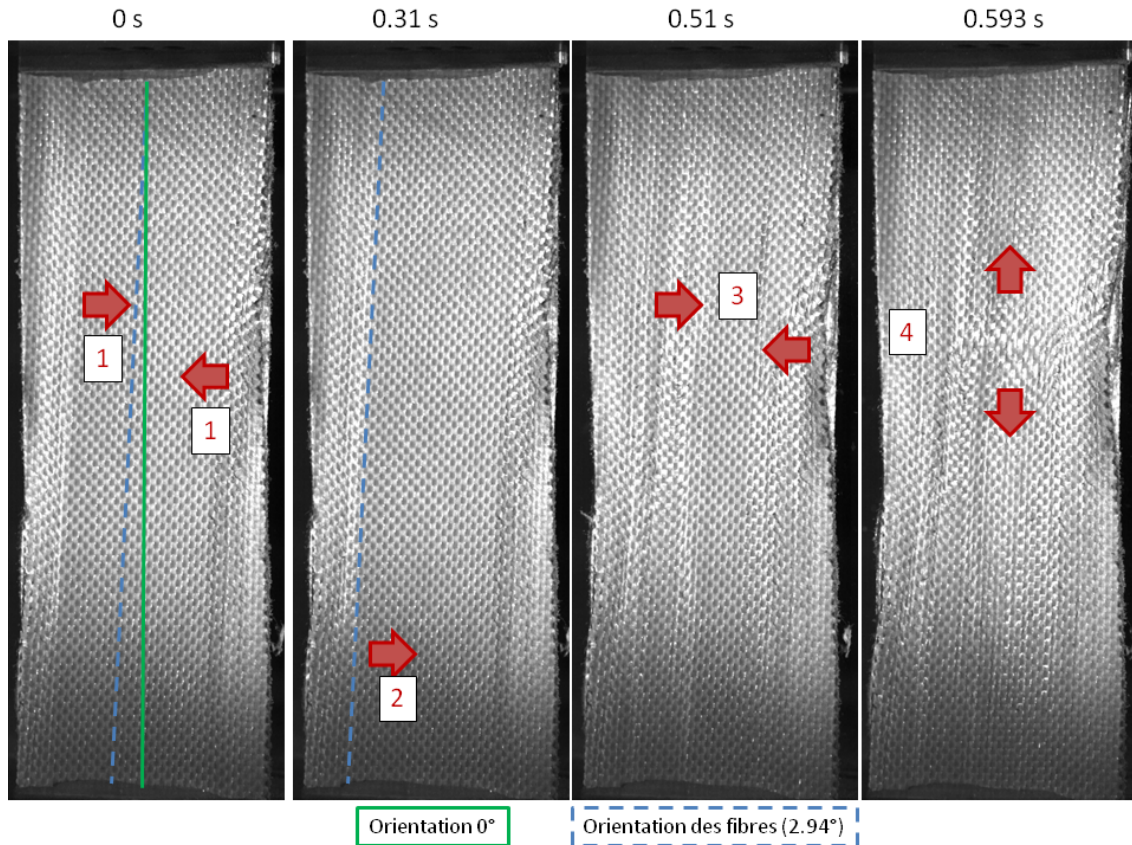 0 s
0.31 s
0.51 s
0.593 s
1
1
2
3
4
Orientation 0°
Orientation des fibres (2.94°)